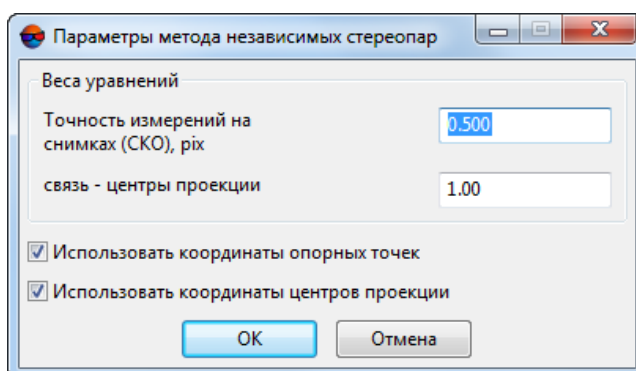 Параметры метода независимых стереопар
Веса уравнений
Точность измерений на
снимках (СКО), pix
0.500
связь - центры проекции
1.00
Использовать координаты опорных точек
Использовать координаты центров проекции
OK
Отмена